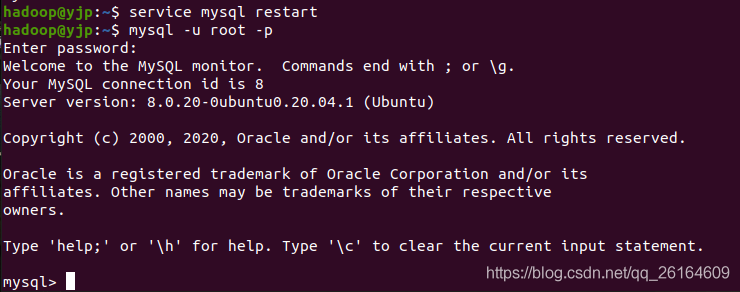 hadoop@yjp:~$ service mysql restart
hadoop@yjp:~$ mysql -u root -p
Enter password:
Welcome to the MySQL monitor.  Commands end with ; or \g.
Your MySQL connection id is 8
Server version: 8.0.20-0ubuntu0.20.04.1 (Ubuntu)
Copyright (c) 2000, 2020, Oracle and/or its affiliates. All rights reserved.
Oracle is a registered trademark of Oracle Corporation and/or its
affiliates. Other names may be trademarks of their respective
owners.
Type 'help;' or '\h' for help. Type '\c' to clear the current input statement.
mysql>
https://blog.csdn.net/qq_26164609